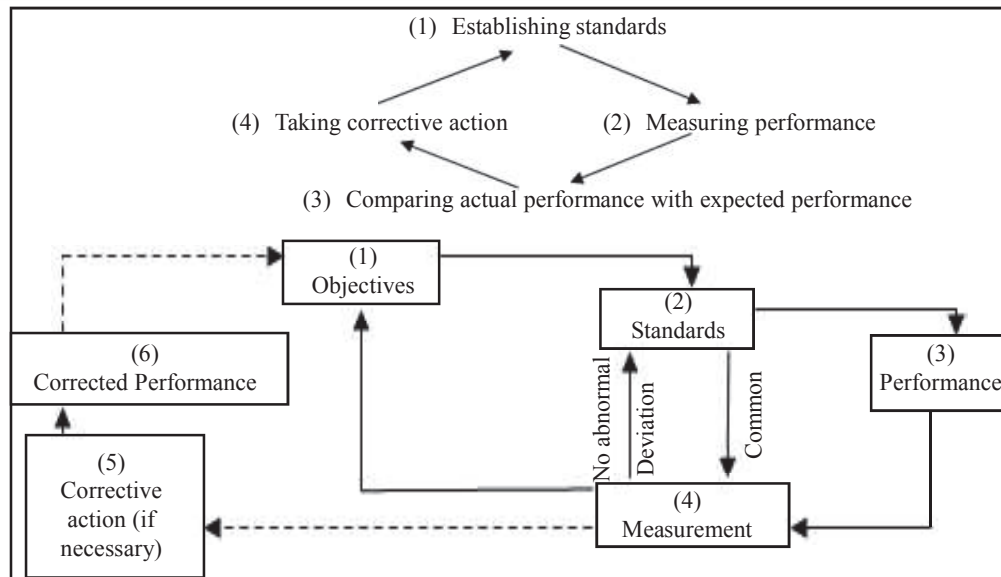 (1) Establishing standards
(4) Taking corrective action
(2) Measuring performance
(3) Comparing actual performance with expected performance
(1)
Objectives
(2)
Standards
(3)
Performance
(6)
Corrected Performance
No abnormal
Deviation
Common
(5)
Corrective
action (if
necessary)
(4)
Measurement